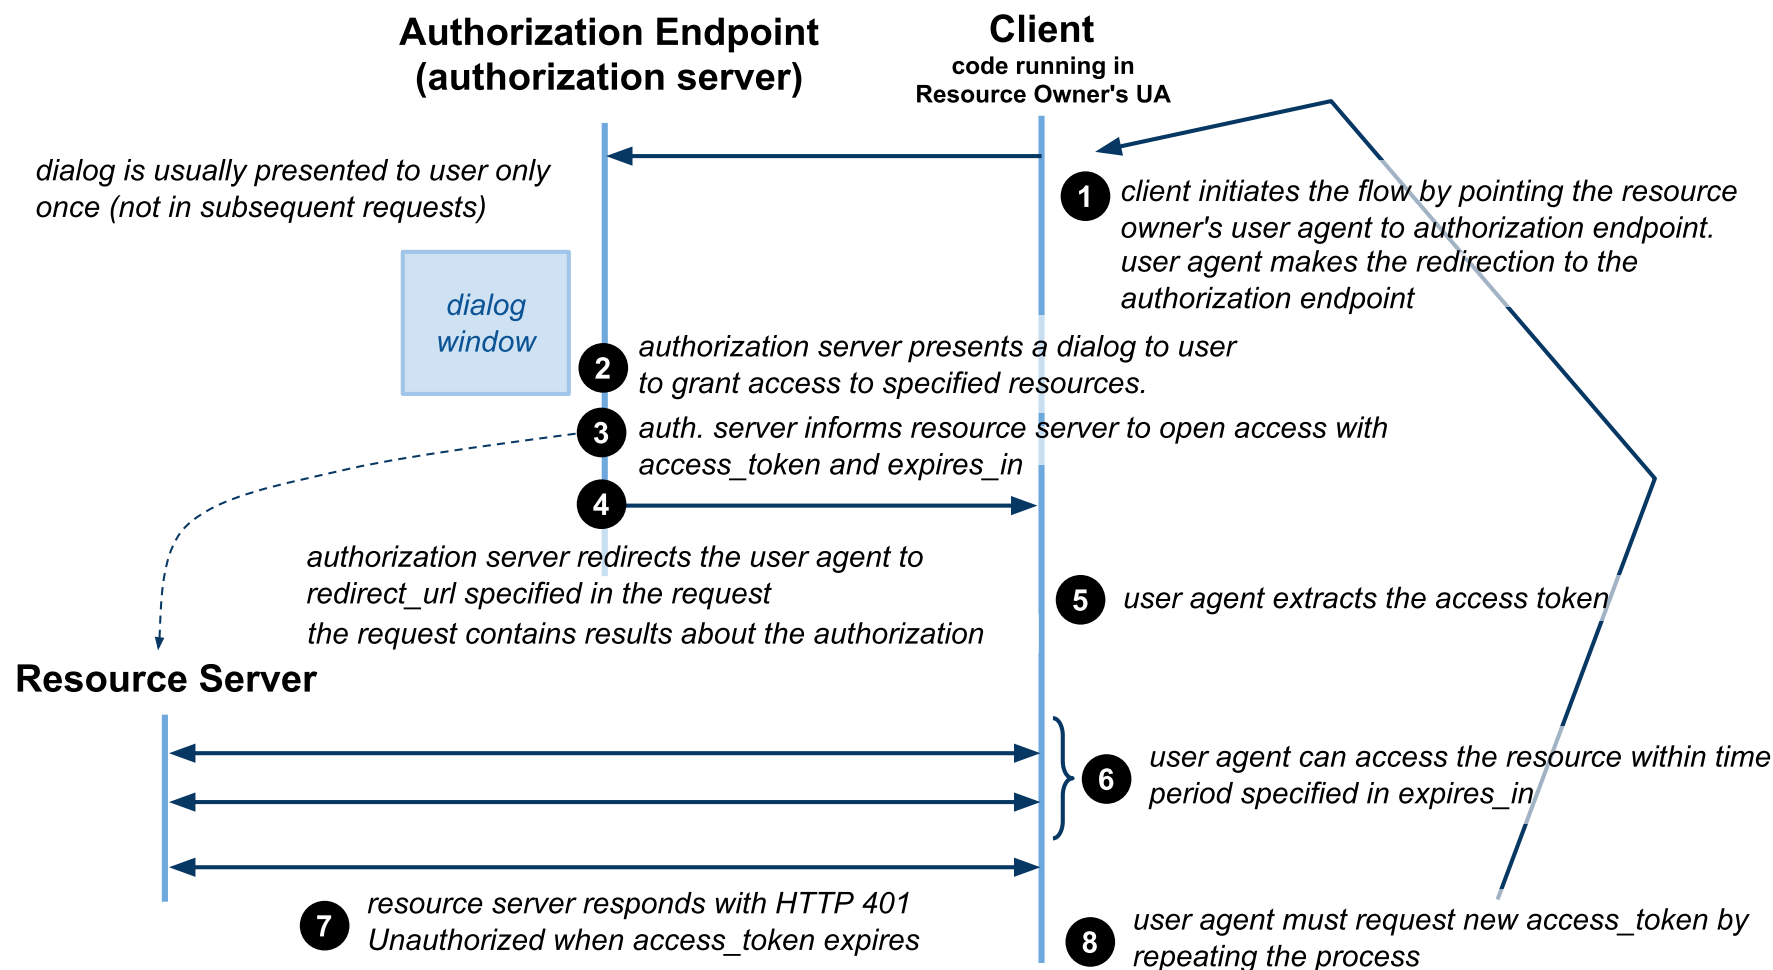 Authorization Endpoint
(authorization server)
Client
code running in
Resource Owner's UA
dialog is usually presented to user only
once (not in subsequent requests)
1
client initiates the flow by pointing the resource
owner's user agent to authorization endpoint.
user agent makes the redirection to the
authorization endpoint
dialog
window
2
authorization server presents a dialog to user
to grant access to specified resources.
3
auth. server informs resource server to open access with
access_token and expires_in
4
authorization server redirects the user agent to
redirect_url specified in the request
the request contains results about the authorization
5
user agent extracts the access token
Resource Server
6
user agent can access the resource within time
period specified in expires_in
7
resource server responds with HTTP 401
Unauthorized when access_token expires
8
user agent must request new access_token by
repeating the process